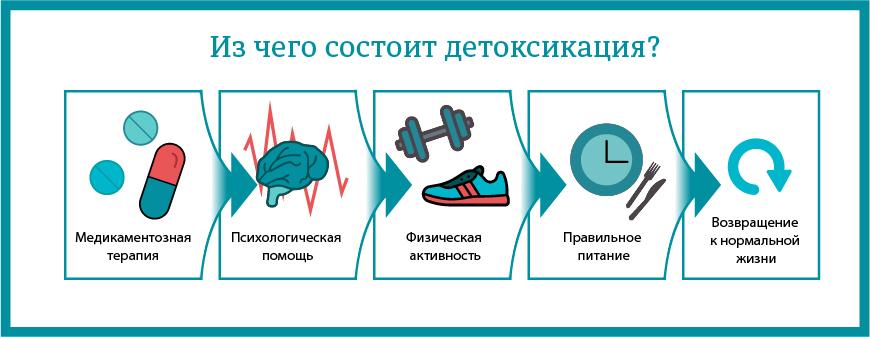 Из чего состоит детоксикация?
Медикаментозная
терапия
Психологическая
помощь
Физическая
активность
Правильное
питание
Возвращение
к нормальной
жизни